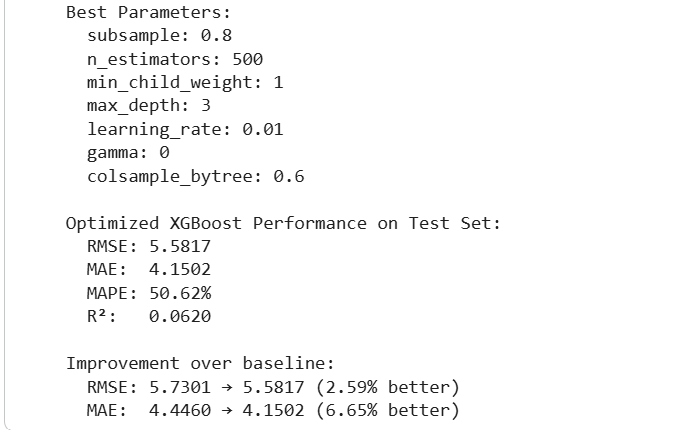 Best Parameters:
subsample: 0.8
n_estimators: 500
min_child_weight: 1
max_depth: 3
learning_rate: 0.01
gamma: 0
colsample_bytree: 0.6
Optimized XGBoost Performance on Test Set:
RMSE: 5.5817
MAE: 4.1502
MAPE: 50.62%
R²: 0.0620
Improvement over baseline:
RMSE: 5.7301 → 5.5817 (2.59% better)
MAE: 4.4460 → 4.1502 (6.65% better)